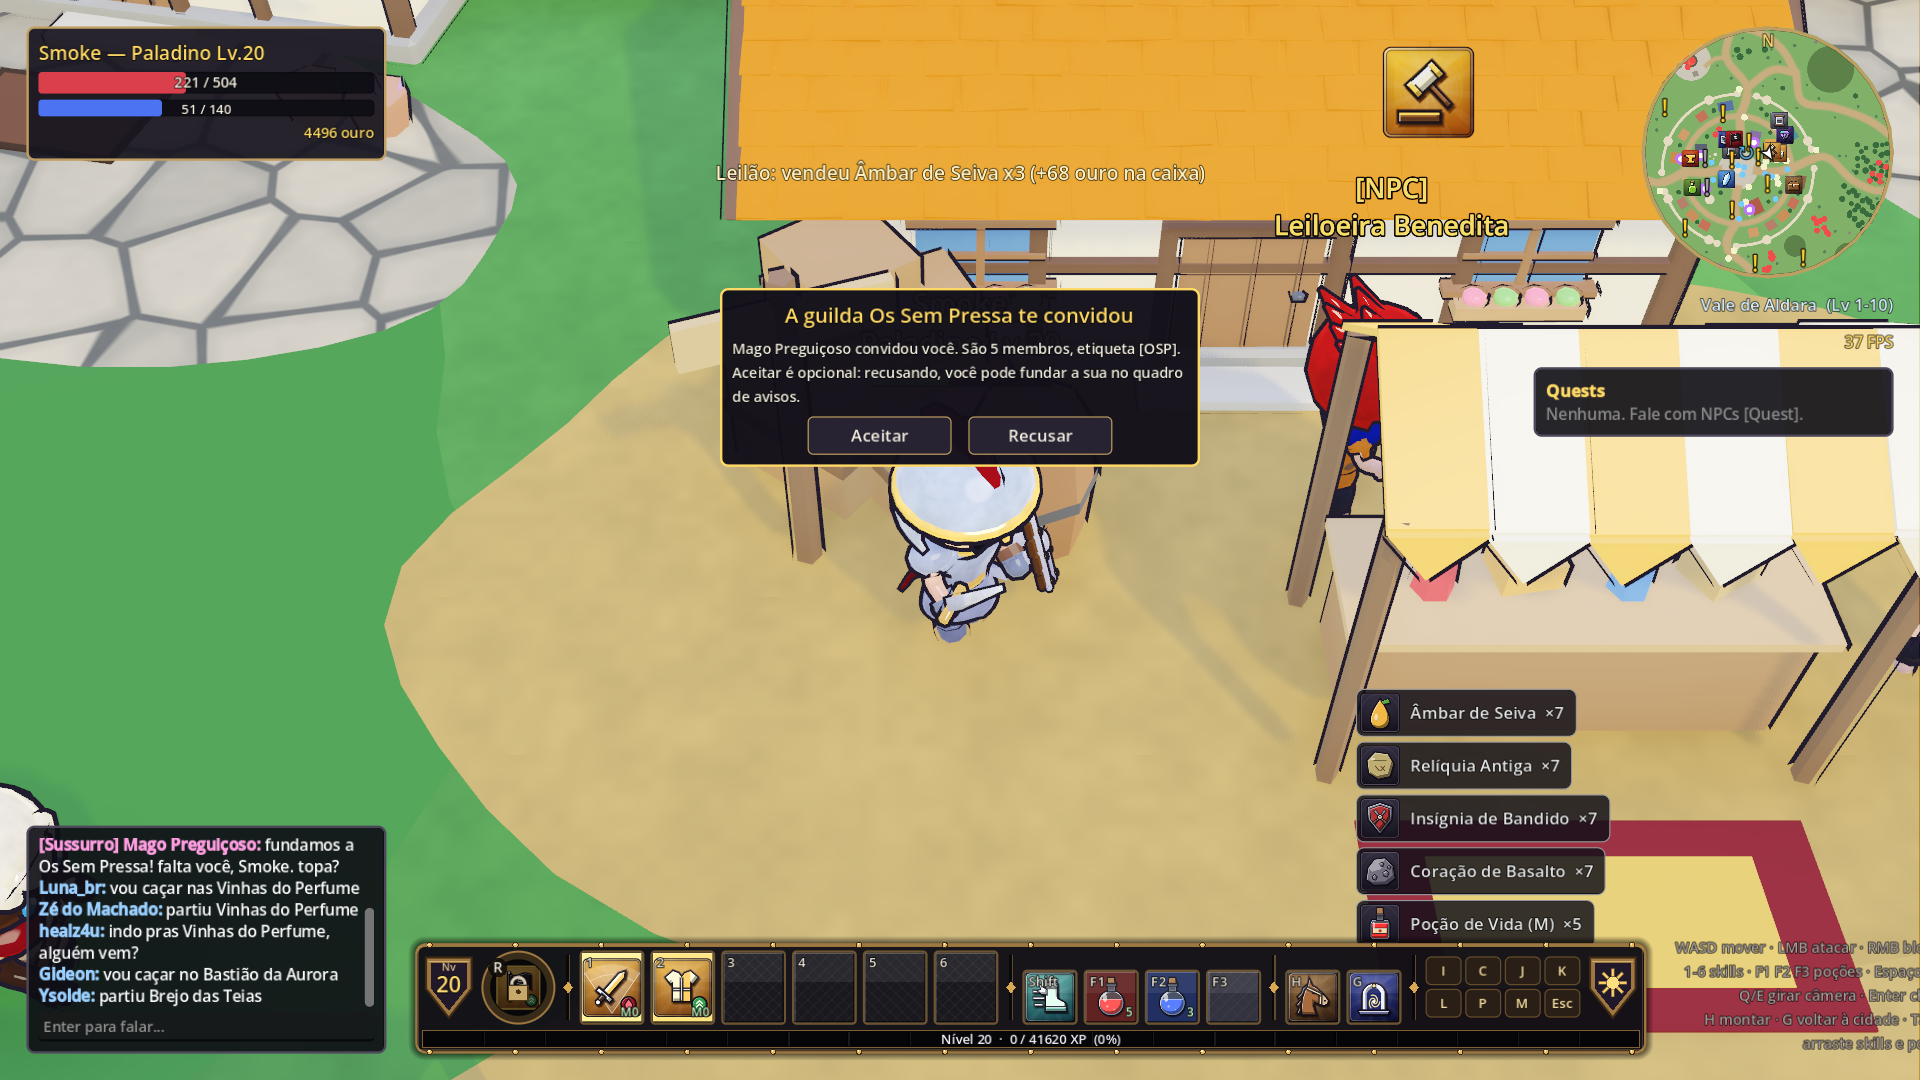 Smoke — Paladino Lv.20
221 / 504
51 / 140
4496 ouro
Leilão: vendeu Âmbar de Seiva x3 (+68 ouro na caixa)
[NPC]
Leiloeira Benedita
N
Vale de Aldara (Lv 1-10)
37 FPS
Quests
Nenhuma. Fale com NPCs [Quest].
A guilda Os Sem Pressa te convidou
Mago Preguiçoso convidou você. São 5 membros, etiqueta [OSP].
Aceitar é opcional: recusando, você pode fundar a sua no quadro
de avisos.
Aceitar
Recusar
Âmbar de Seiva ×7
Relíquia Antiga ×7
Insígnia de Bandido ×7
Coração de Basalto ×7
Poção de Vida (M) ×5
[Sussurro] Mago Preguiçoso: fundamos a
Os Sem Pressa! falta você, Smoke. topa?
Luna_br: vou caçar nas Vinhas do Perfume
Zé do Machado: partiu Vinhas do Perfume
healz4u: indo pras Vinhas do Perfume,
alguém vem?
Gideon: vou caçar no Bastião da Aurora
Ysolde: partiu Brejo das Teias
Enter para falar...
Nv
20
R
1
M0
2
M0
3
4
5
6
Shift
F1
5
F2
3
F3
H
G
I
C
J
K
L
P
M
Esc
Nível 20 · 0 / 41620 XP (0%)
WASD mover · LMB atacar · RMB
1-6 skills · F1 F2 F3 poções ·
Q/E girar câmera · Enter
H montar · G voltar à cidade ·
arraste skills e